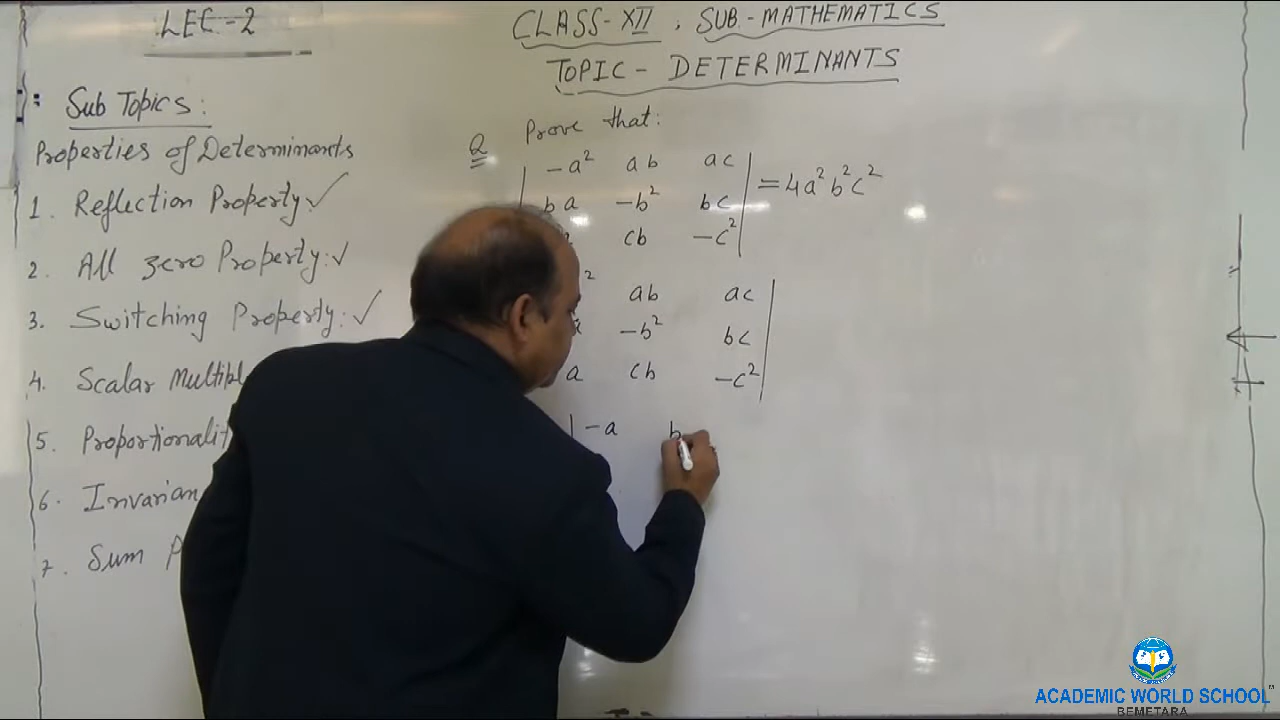 LEC-2
CLASS-XII, SUB.-MATHEMATICS
TOPIC- DETERMINANTS
Sub Topics:
Properties of Determinants
1. Reflection Property ✓
2. All zero Property: ✓
3. Switching Property: ✓
4. Scalar Multipl
5. Proportionalit
6. Invarian
7. Sum P
Q Prove that:
-a² ab ac
ba -b² bc = 4a²b²c²
cb -c²
² ab ac
-b² bc
a cb -c²
-a b
ACADEMIC WORLD SCHOOL
BEMETARA